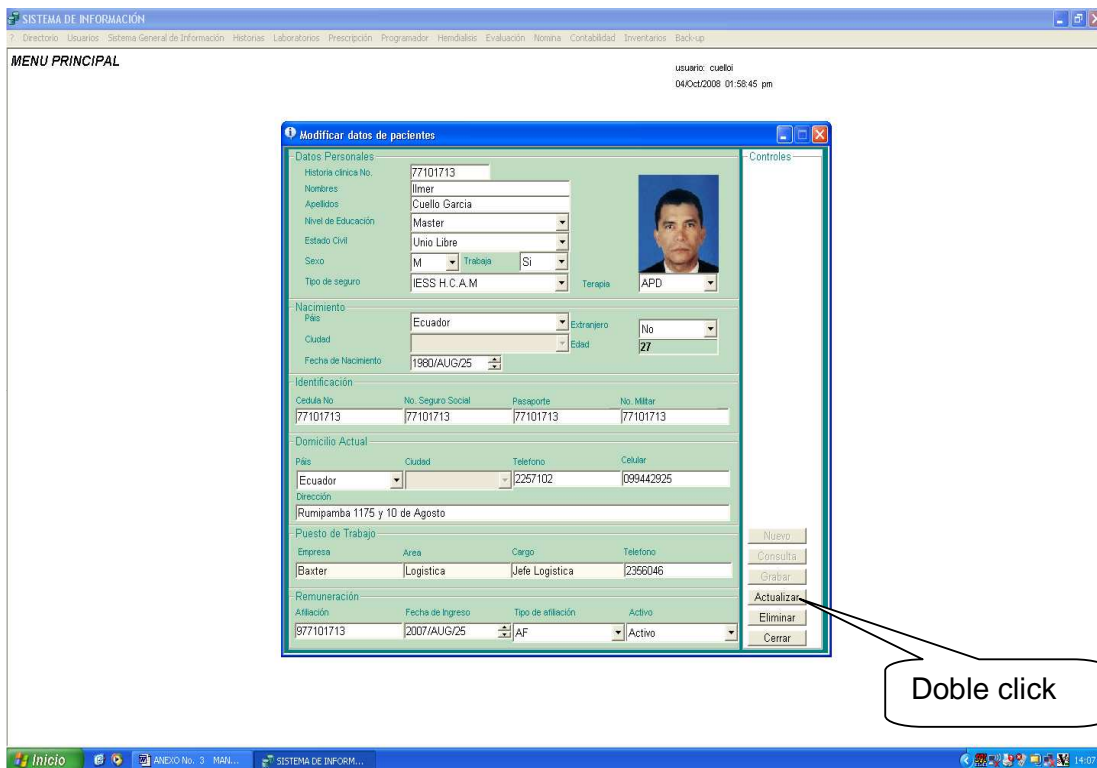 SISTEMA DE INFORMACIÓN
? Directorio Usuarios Sistema General de Información Historias Laboratorios Prescripción Programador Hemdialisis Evaluación Nomina Contabilidad Inventarios Back-up
MENU PRINCIPAL
usuario: cuelloi
04/Oct/2008 01:58:45 pm
Modificar datos de pacientes
Datos Personales
Controles
Historia clinica No. 77101713
Nombres Ilmer
Apellidos Cuello Garcia
Nivel de Educación Master
Estado Civil Unio Libre
Sexo M Trabaja Si
Tipo de seguro IESS H.C.A.M Terapia APD
Nacimiento
Páis Ecuador Extranjero No
Ciudad Edad 27
Fecha de Nacimiento 1980/AUG/25
Identificación
Cedula No No. Seguro Social Pasaporte No. Militar
77101713 77101713 77101713 77101713
Domicilio Actual
Páis Ciudad Telefono Celular
Ecuador 2257102 099442925
Dirección
Rumipamba 1175 y 10 de Agosto
Puesto de Trabajo
Empresa Area Cargo Telefono
Baxter Logistica Jefe Logistica 2356046
Remuneración
Afiliación Fecha de Ingreso Tipo de afiliación Activo
977101713 2007/AUG/25 AF Activo
Nuevo
Consulta
Grabar
Actualizar
Eliminar
Cerrar
Doble click
Inicio ANEXO No. 3 MAN... SISTEMA DE INFORM... 14:07